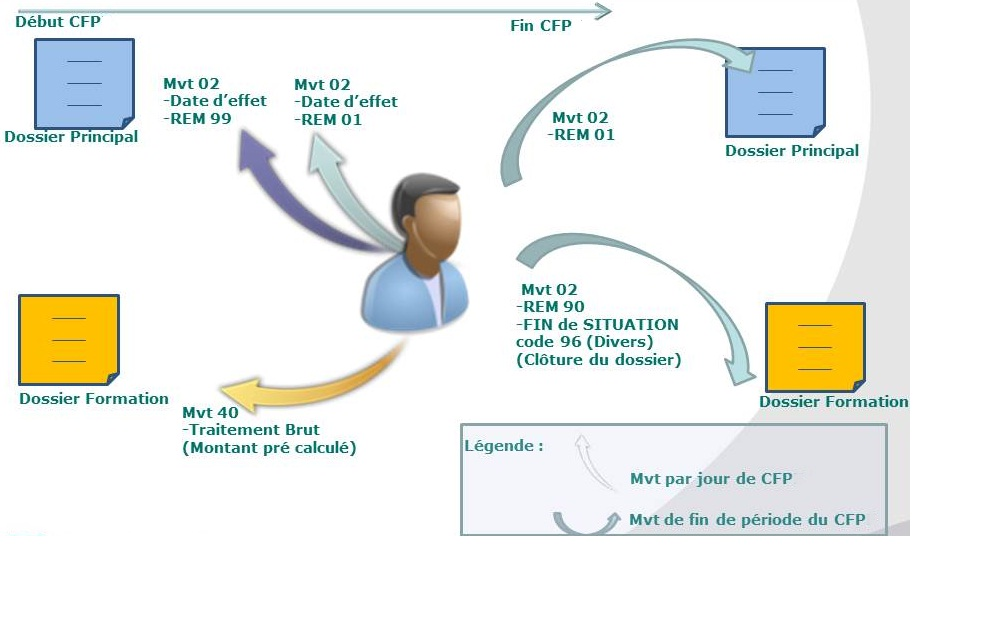 Début CFP
Fin CFP
Dossier Principal
Mvt 02
-Date d’effet
-REM 99
Mvt 02
-Date d’effet
-REM 01
Mvt 02
-REM 01
Dossier Principal
Mvt 02
-REM 90
-FIN de SITUATION
code 96 (Divers)
(Clôture du dossier)
Dossier Formation
Mvt 40
-Traitement Brut
(Montant pré calculé)
Dossier Formation
Légende :
Mvt par jour de CFP
Mvt de fin de période du CFP